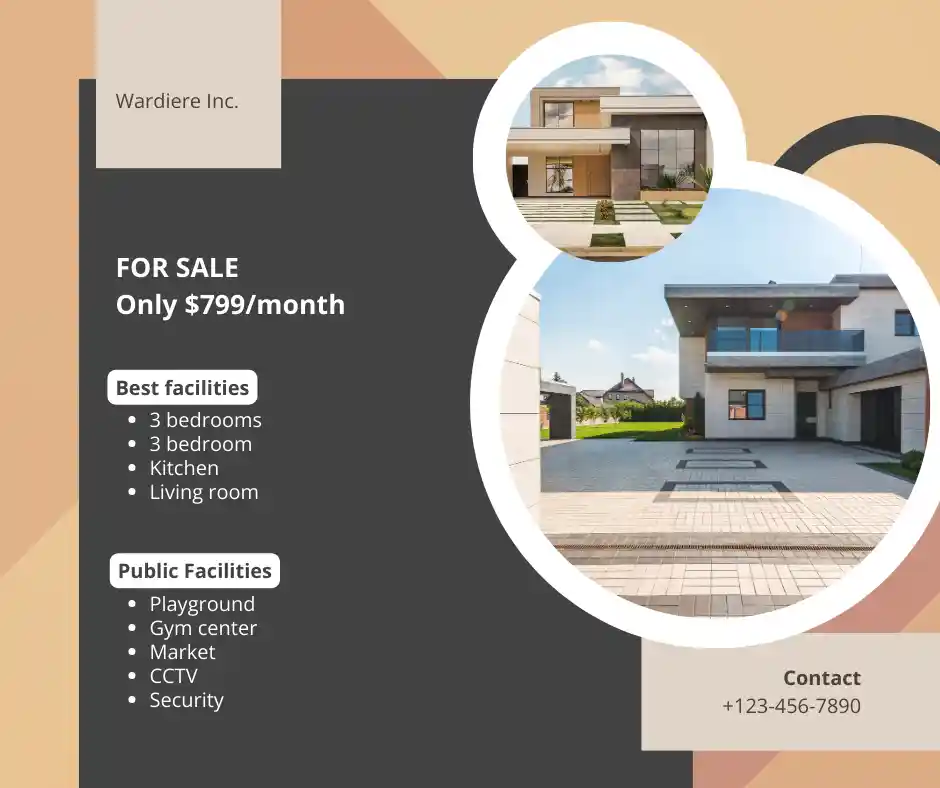 Wardiere Inc.
FOR SALE
Only $799/month
Best facilities
• 3 bedrooms
• 3 bedroom
• Kitchen
• Living room
Public Facilities
• Playground
• Gym center
• Market
• CCTV
• Security
Contact
+123-456-7890